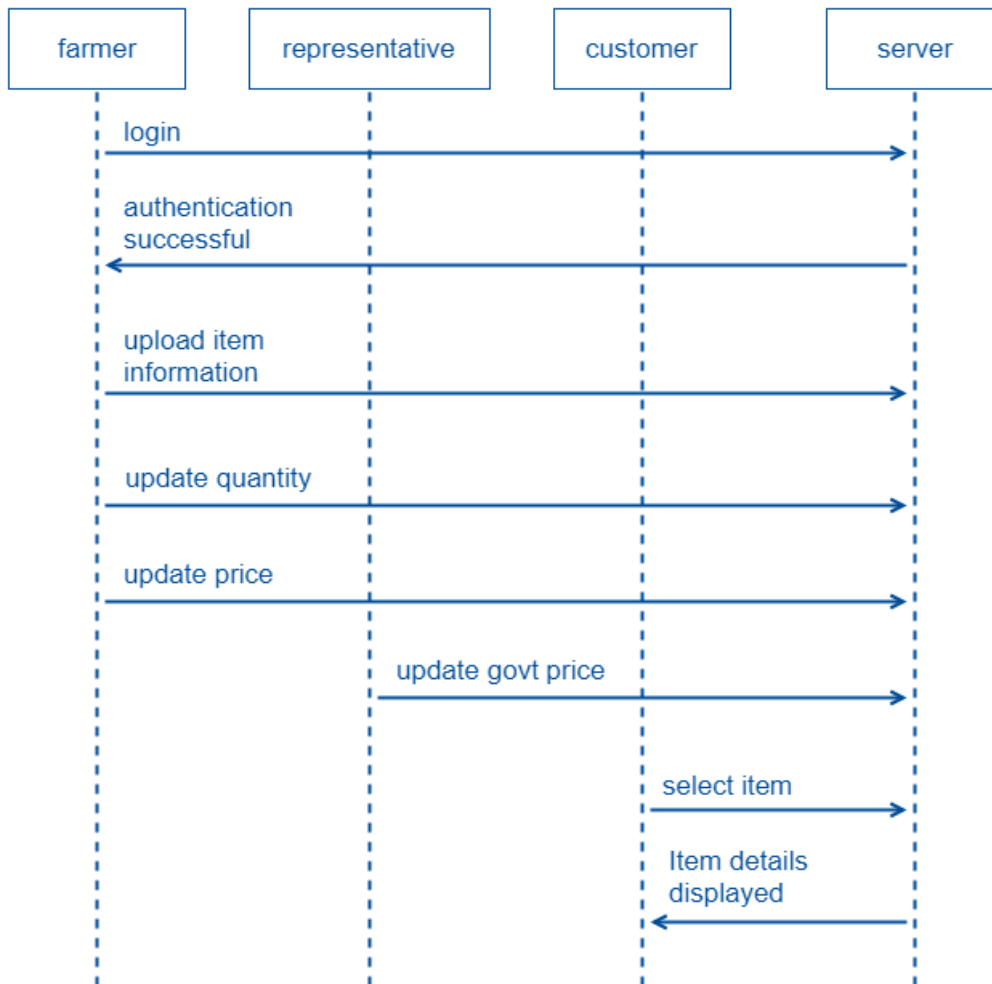 farmer
representative
customer
server
login
authentication
successful
upload item
information
update quantity
update price
update govt price
select item
Item details
displayed